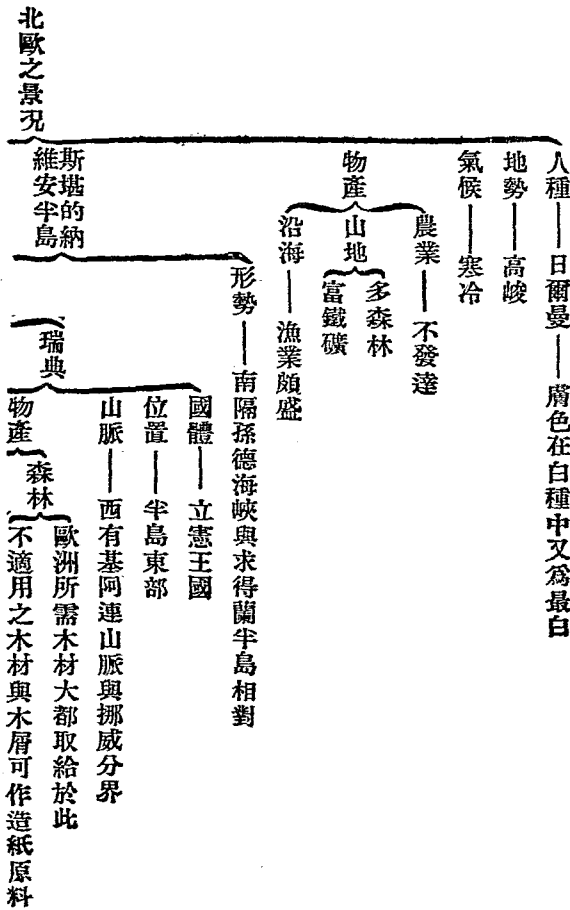 北歐之景況
人種——日爾曼——膚色在白種中又爲最白
地勢——高峻
氣候——寒冷
物產
農業——不發達
山地
多森林
富鐵礦
沿海——漁業頗盛
斯堪的納
維安半島
形勢——南隔孫德海峽與求得蘭半島相對
瑞典
國體——立憲王國
位置——半島東部
山脈——西有基阿連山脈與挪威分界
物產
森林
歐洲所需木材大都取給於此
不適用之木材與木屑可作造紙原料